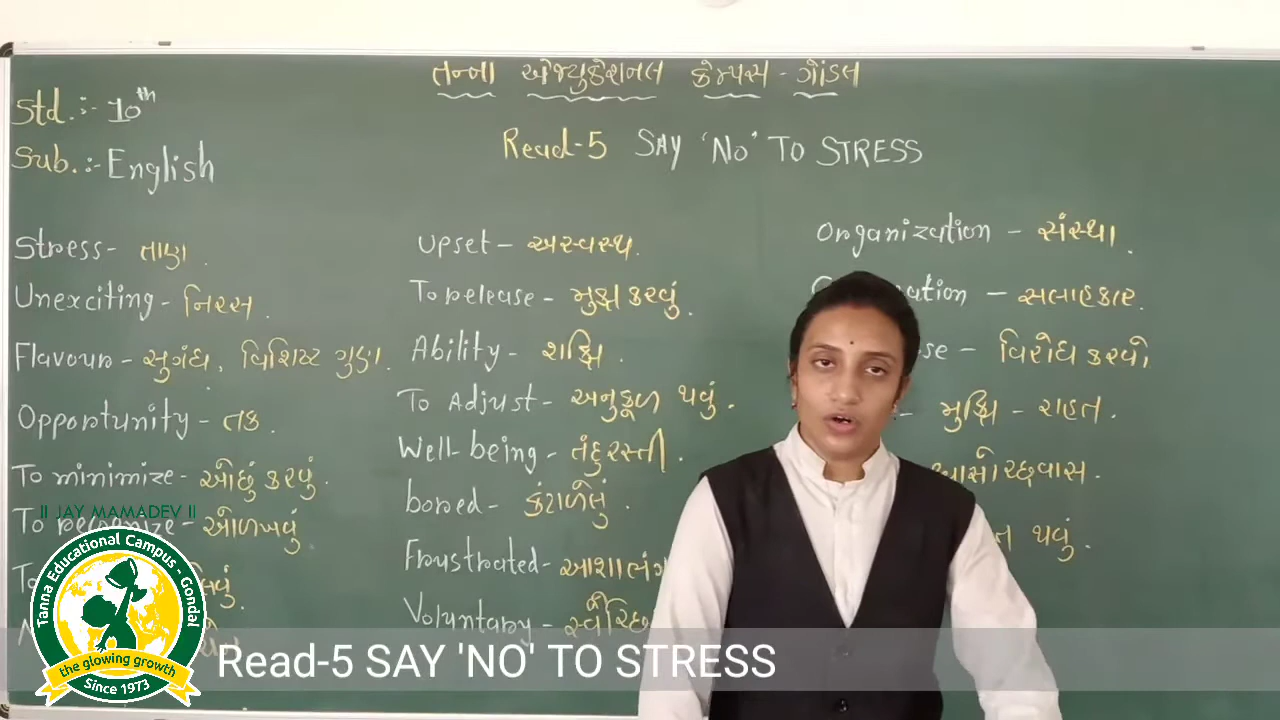 તન્ના એજ્યુકેશનલ કેમ્પસ - ગોંડલ
Std. :- 10th
Sub. :- English
Read-5 SAY 'No' TO STRESS
Stress - તાણ.
Unexciting - નિરસ.
Flavour - સુગંધ, વિશિષ્ટ ગુણ.
Opportunity - તક.
To minimize - ઓછું કરવું.
To recognize - ઓળખવું.
Upset - અસ્વસ્થ.
To release - મુક્ત કરવું.
Ability - શક્તિ.
To Adjust - અનુકૂળ થવું.
Well-being - તંદુરસ્તી.
bored - કંટાળેલું.
Frustrated - આશાભંગ
Voluntary -
Organization - સંસ્થા.
- સલાહકાર.
- વિરોધ કરવો.
- મુક્તિ - રાહત.
થવું.
II JAY MAMADEV II
Tanna Educational Campus - Gondal
the glowing growth
Since 1973
Read-5 SAY 'NO' TO STRESS